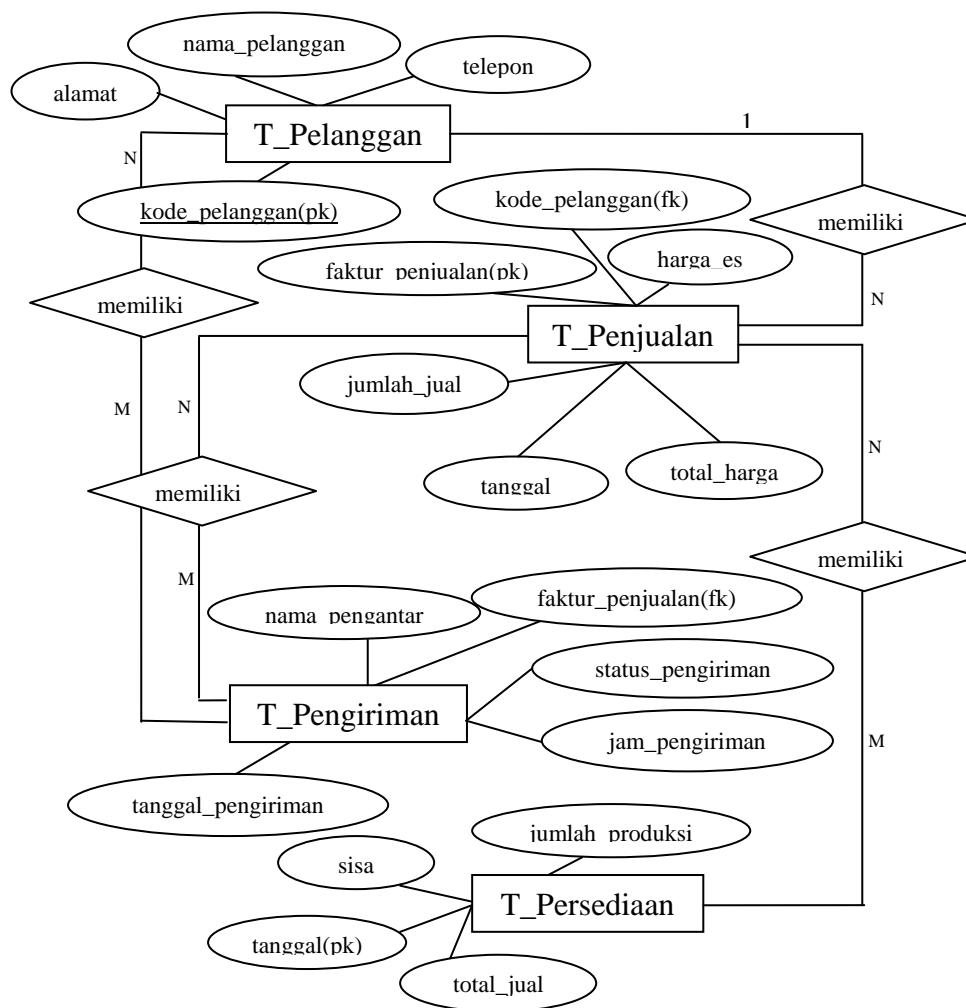 nama_pelanggan
telepon
alamat
T_Pelanggan
1
N
kode_pelanggan(pk)
kode_pelanggan(fk)
memiliki
harga_es
faktur_penjualan(pk)
memiliki
N
T_Penjualan
jumlah_jual
M
N
N
total_harga
tanggal
memiliki
memiliki
M
faktur_penjualan(fk)
nama_pengantar
status_pengiriman
T_Pengiriman
jam_pengiriman
M
tanggal_pengiriman
jumlah_produksi
sisa
T_Persediaan
tanggal(pk)
total_jual